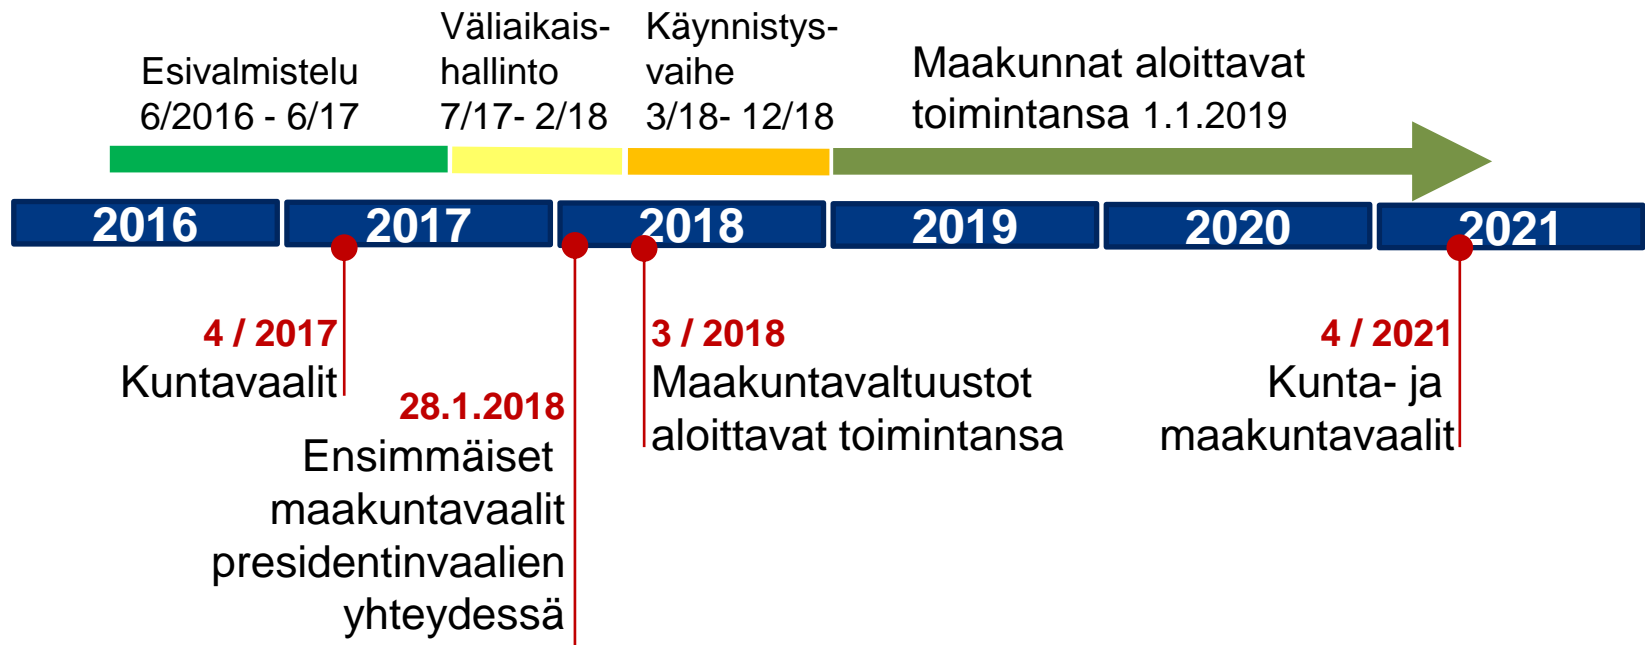 Esivalmistelu
6/2016 - 6/17
Väliaikais-
hallinto
7/17- 2/18
Käynnistys-
vaihe
3/18- 12/18
Maakunnat aloittavat
toimintansa 1.1.2019
2016
2017
2018
2019
2020
2021
4 / 2017
Kuntavaalit
28.1.2018
Ensimmäiset
maakuntavaalit
presidentinvaalien
yhteydessä
3 / 2018
Maakuntavaltuustot
aloittavat toimintansa
4 / 2021
Kunta- ja
maakuntavaalit